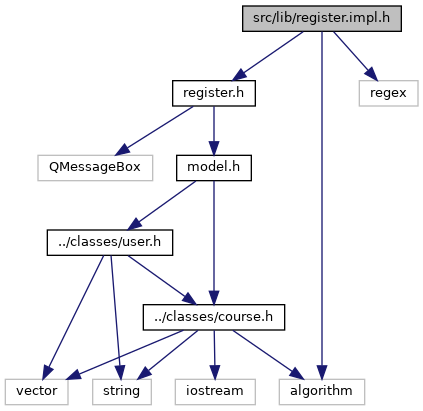 src/lib/register.impl.h
register.h
regex
QMessageBox
model.h
../classes/user.h
../classes/course.h
vector
string
iostream
algorithm